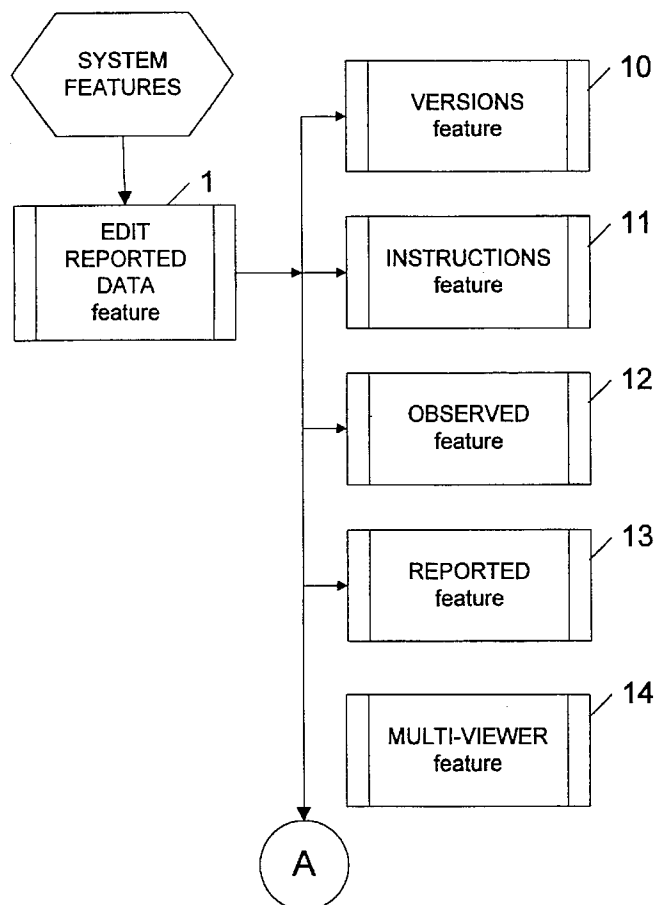 SYSTEM
FEATURES
1
EDIT
REPORTED
DATA
feature
10
VERSIONS
feature
11
INSTRUCTIONS
feature
12
OBSERVED
feature
13
REPORTED
feature
14
MULTI-VIEWER
feature
A